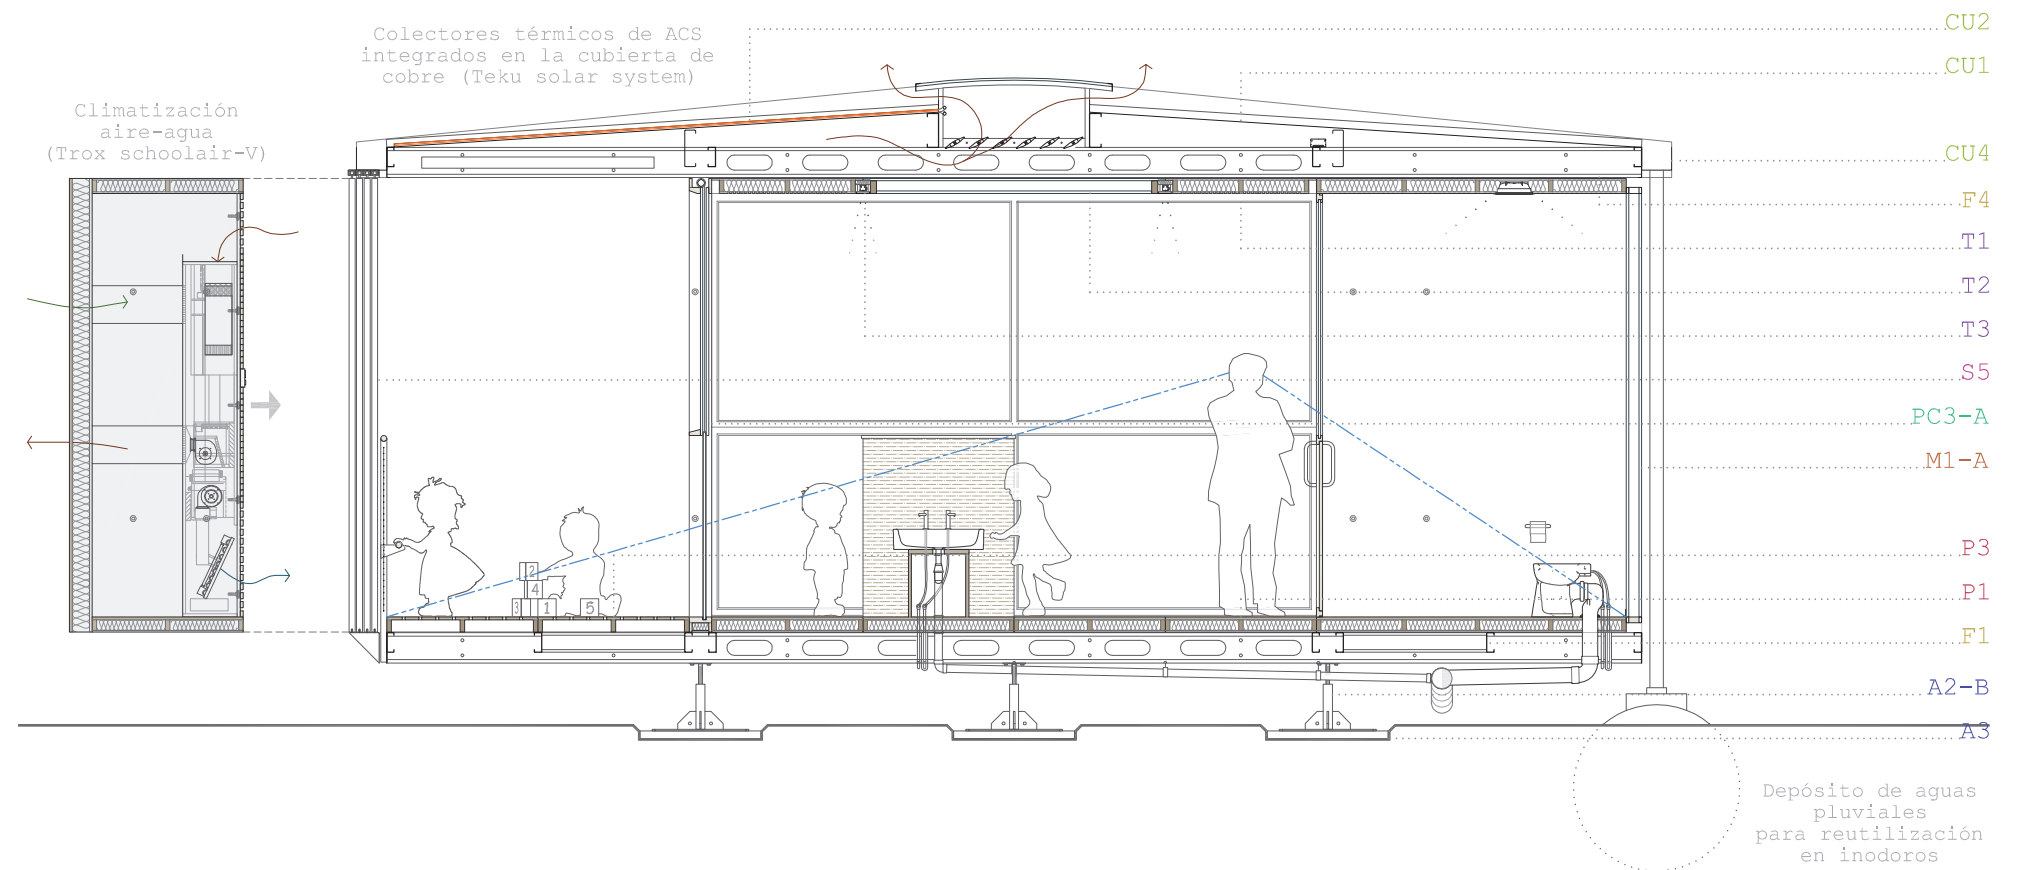 Colectores térmicos de ACS
integrados en la cubierta de
cobre (Teku solar system)
Climatización
aire-agua
(Trox schoolair-V)
CU2
CU1
CU4
F4
T1
T2
T3
S5
PC3-A
M1-A
P3
P1
F1
A2-B
A3
2
4
3
1
5
Depósito de aguas
pluviales
para reutilización
en inodoros